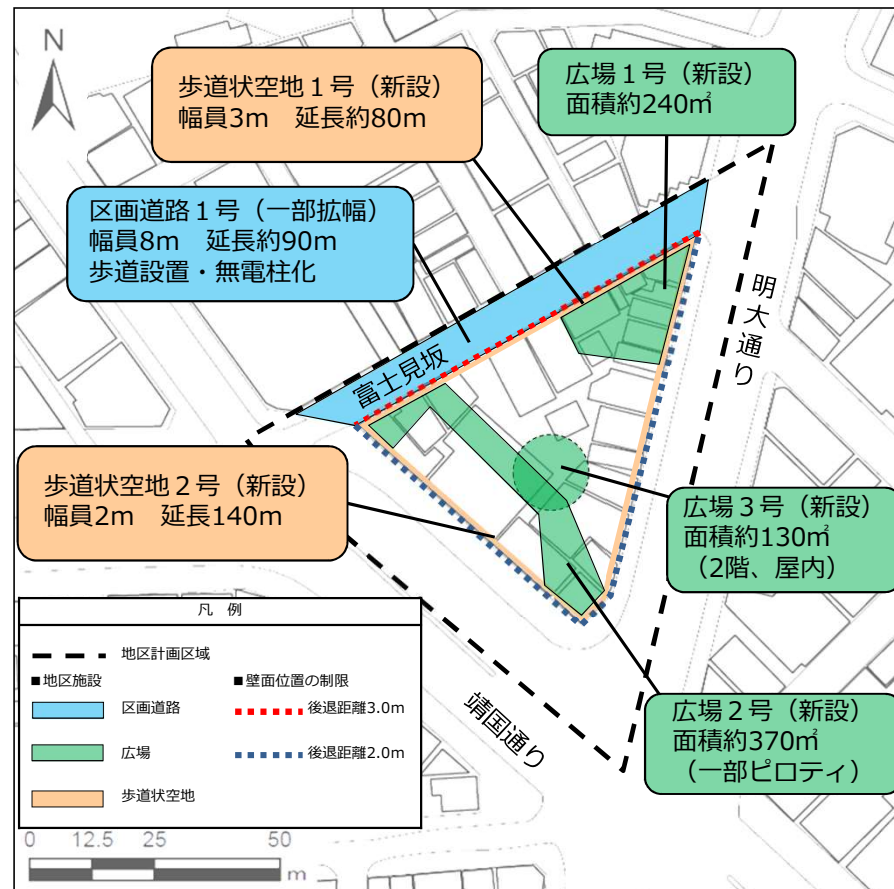 N
歩道状空地１号（新設）
幅員3m　延長約80m
広場１号（新設）
面積約240㎡
区画道路１号（一部拡幅）
幅員8m　延長約90m
歩道設置・無電柱化
明大通り
富士見坂
歩道状空地２号（新設）
幅員2m　延長140m
広場３号（新設）
面積約130㎡
（2階、屋内）
広場２号（新設）
面積約370㎡
（一部ピロティ）
靖国通り
凡　例
地区計画区域
■地区施設
■壁面位置の制限
区画道路
後退距離3.0m
広場
後退距離2.0m
歩道状空地
0　12.5　25　50
m